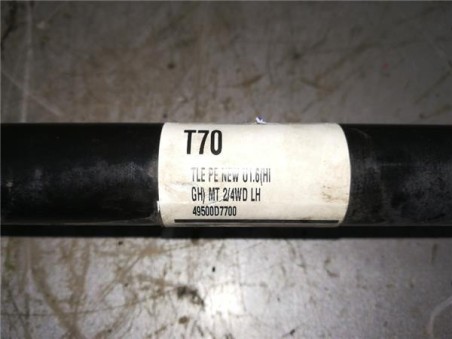 T70
TLE PE NEW U1.6(HI
GH) MT 2/4WD LH
49500D7700